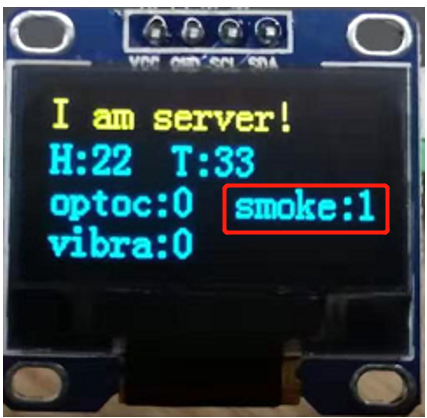 VCC GND SCL SDA
I am server!
H:22 T:33
optoc:0 smoke:1
vibra:0